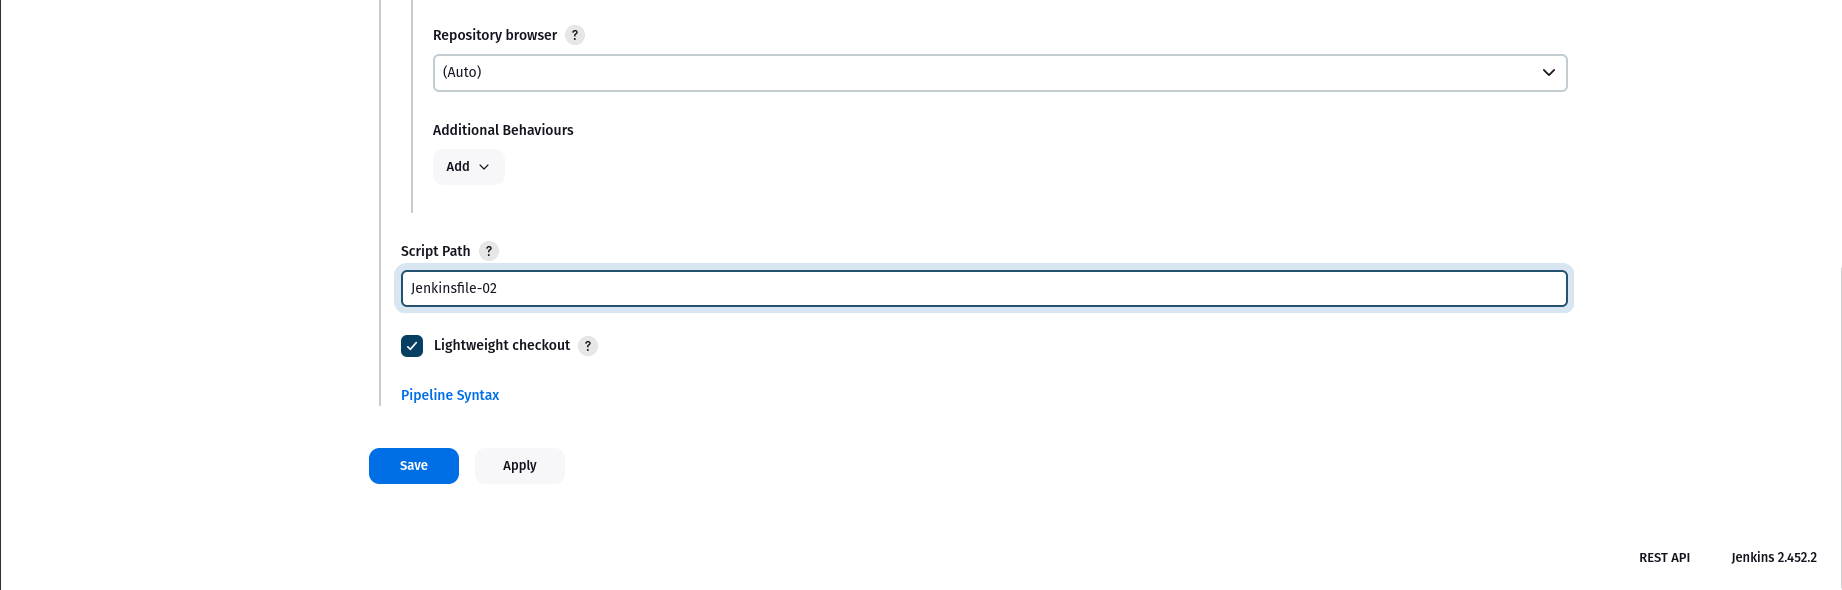 Repository browser ?
(Auto)
Additional Behaviours
Add
Script Path ?
Jenkinsfile-02
Lightweight checkout ?
Pipeline Syntax
Save Apply
REST API Jenkins 2.452.2